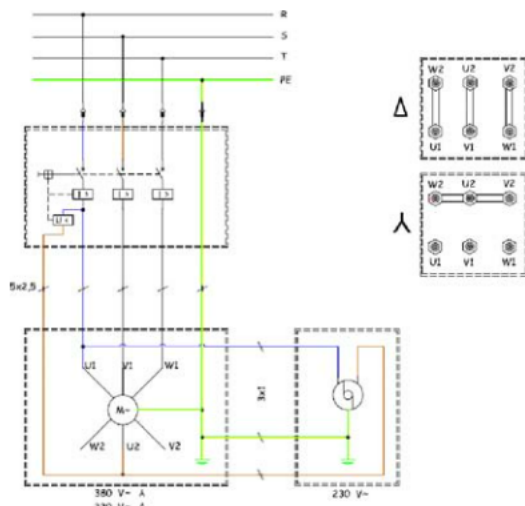 R
S
T
PE
W2 U2 V2
U1 V1 W1
W2 U2 V2
U1 V1 W1
5x2,5
U1 V1 W1
M~
W2 U2 V2
3x1
380 V~
230 V~